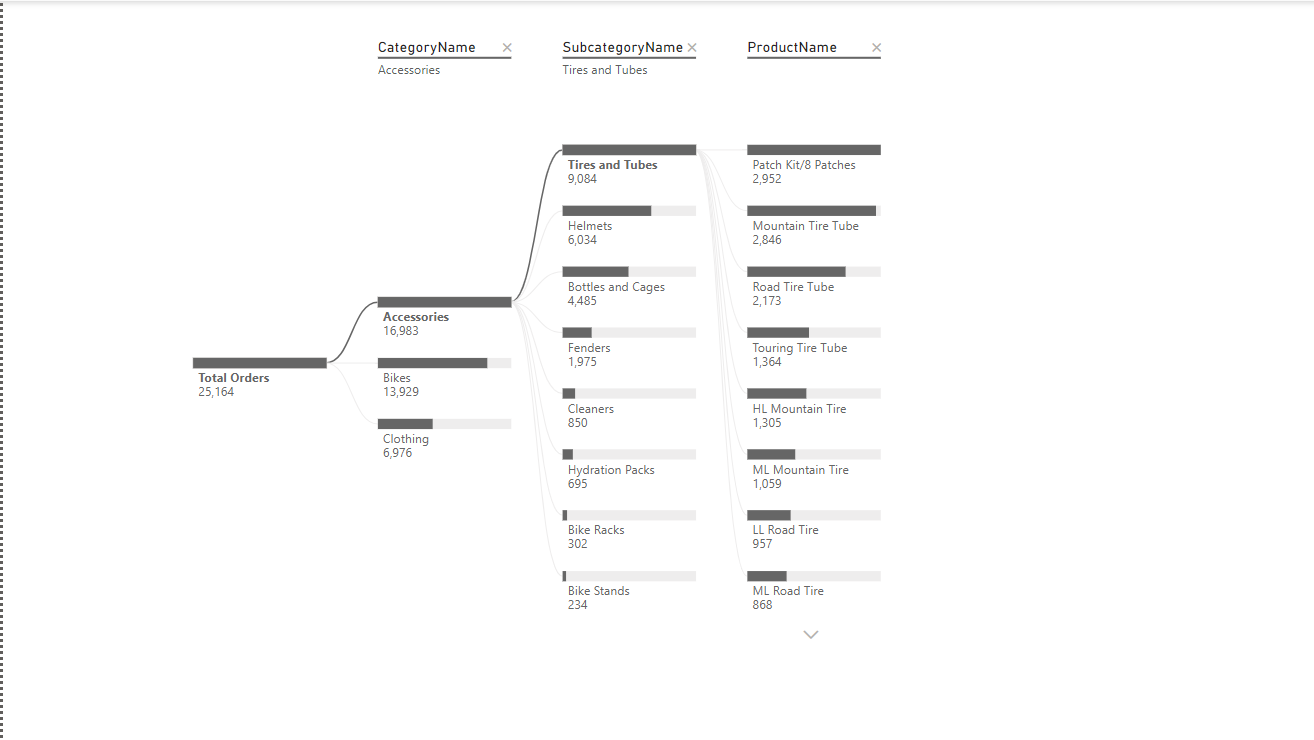 CategoryName
Accessories
SubcategoryName
Tires and Tubes
ProductName
Total Orders
25,164
Accessories
16,983
Bikes
13,929
Clothing
6,976
Tires and Tubes
9,084
Helmets
6,034
Bottles and Cages
4,485
Fenders
1,975
Cleaners
850
Hydration Packs
695
Bike Racks
302
Bike Stands
234
Patch Kit/8 Patches
2,952
Mountain Tire Tube
2,846
Road Tire Tube
2,173
Touring Tire Tube
1,364
HL Mountain Tire
1,305
ML Mountain Tire
1,059
LL Road Tire
957
ML Road Tire
868